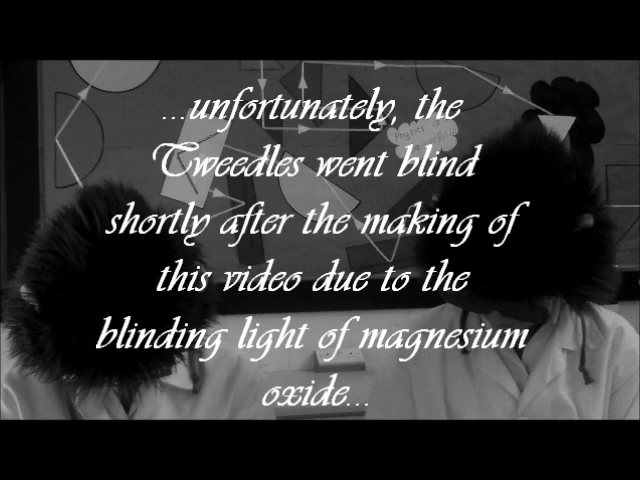 ...unfortunately, the
Tweedles went blind
shortly after the making of
this video due to the
blinding light of magnesium
oxide...
Physics